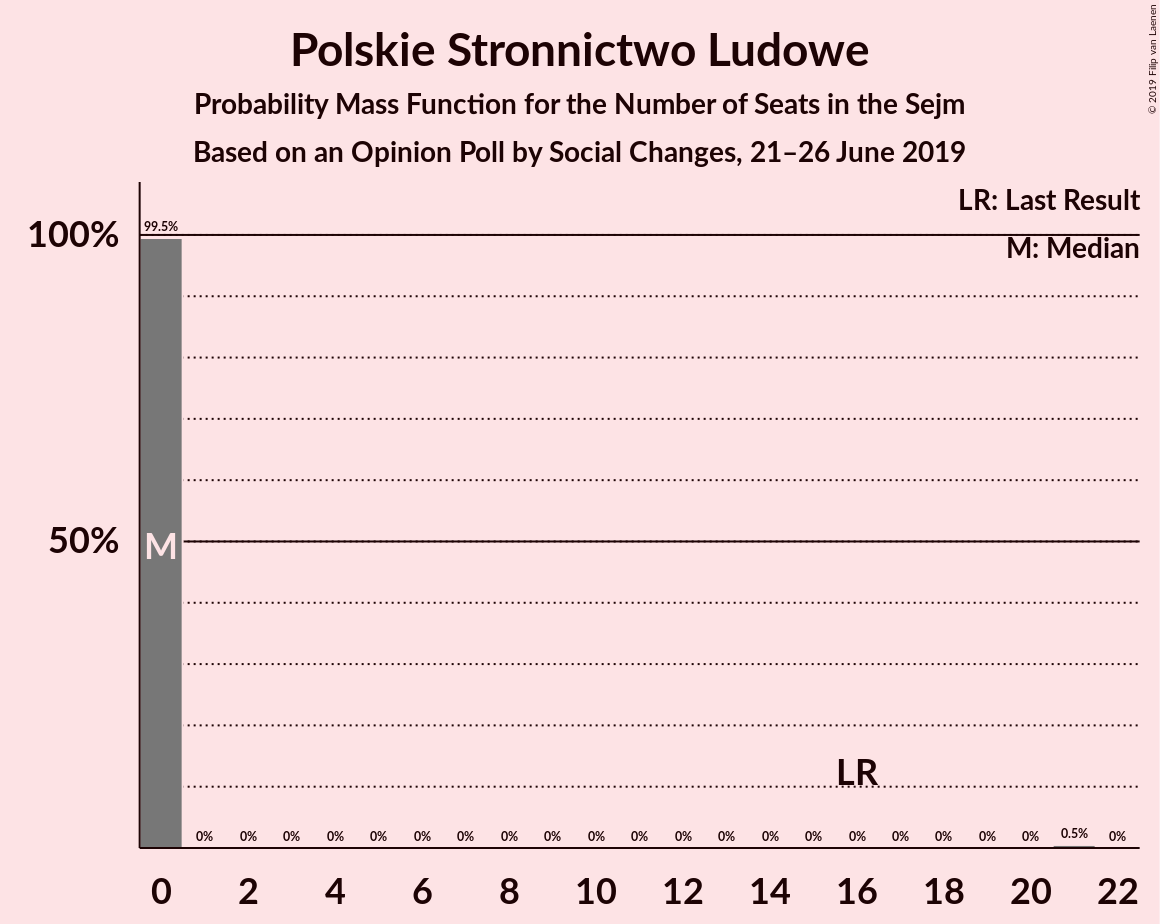 Polskie Stronnictwo Ludowe
Probability Mass Function for the Number of Seats in the Sejm
Based on an Opinion Poll by Social Changes, 21–26 June 2019
© 2019 Filip van Laenen
LR: Last Result
M: Median
100%
50%
99.5%
M
LR
0% 0% 0% 0% 0% 0% 0% 0% 0% 0% 0% 0% 0% 0% 0% 0% 0% 0% 0% 0% 0.5% 0%
0 2 4 6 8 10 12 14 16 18 20 22